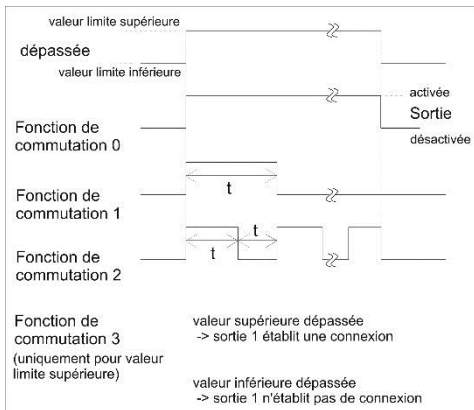 valeur limite supérieure
dépassée
valeur limite inférieure
activée
Sortie
désactivée
Fonction de
commutation 0
t
Fonction de
commutation 1
t
t
Fonction de
commutation 2
Fonction de
commutation 3
(uniquement pour valeur
limite supérieure)
valeur supérieure dépassée
-> sortie 1 établit une connexion
valeur inférieure dépassée
-> sortie 1 n'établit pas de connexion